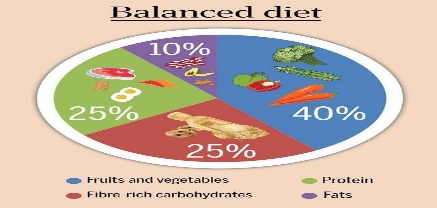 Balanced diet
10%
25%
40%
25%
Fruits and vegetables
Protein
Fibre rich carbohydrates
Fats